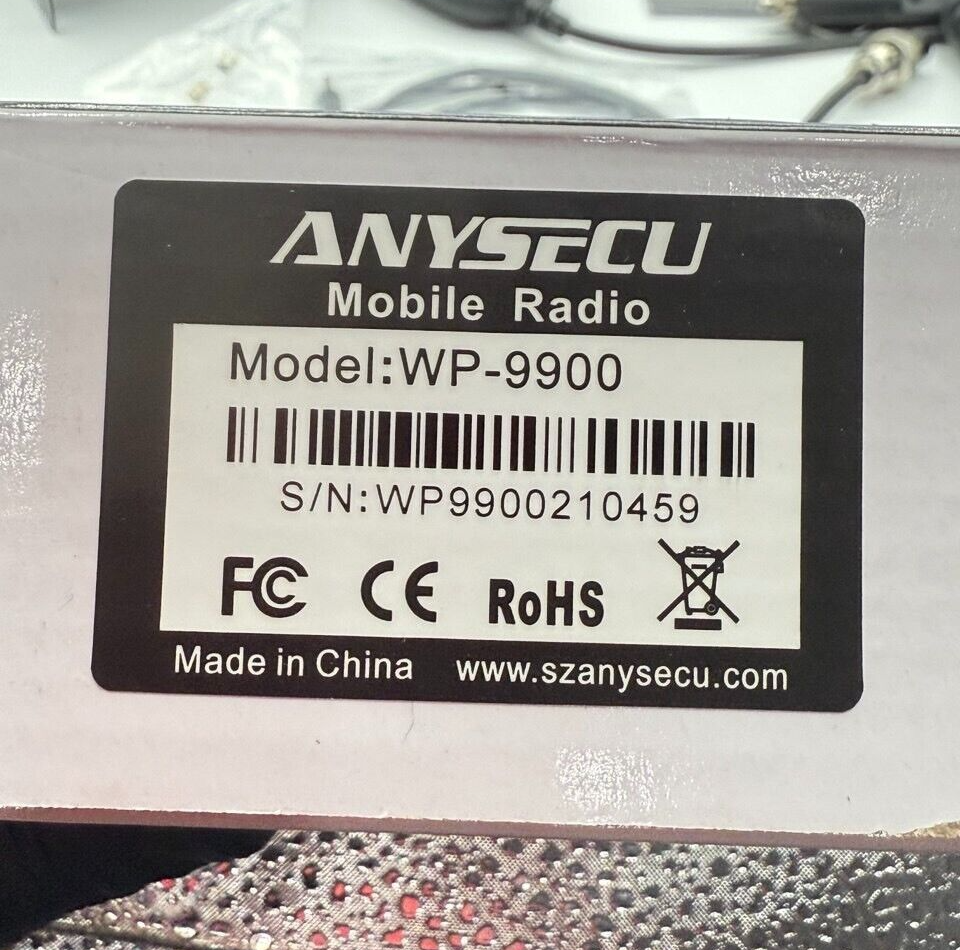 ANYSECU
Mobile Radio
Model:WP-9900
S/N:WP9900210459
FC CE RoHS
Made in China www.szanysecu.com